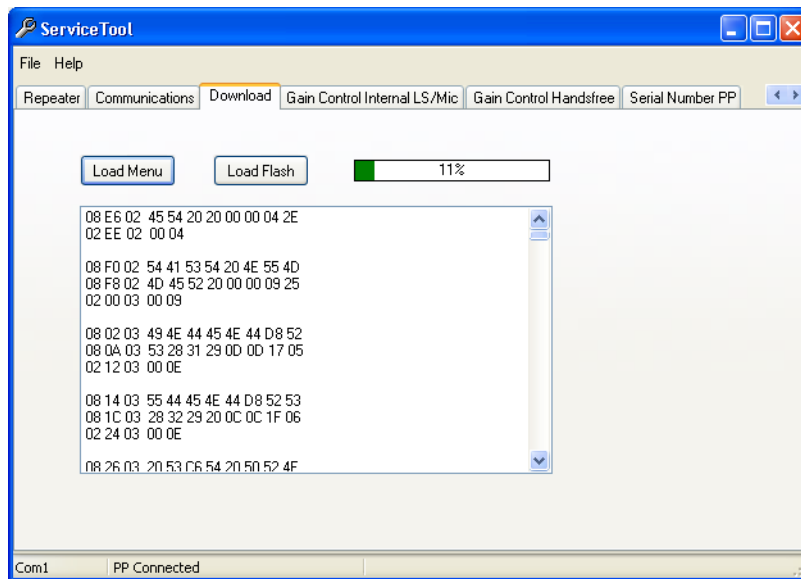 ServiceTool
File Help
Repeater Communications Download Gain Control Internal LS/Mic Gain Control Handsfree Serial Number PP
Load Menu Load Flash 11%
08 E6 02 45 54 20 20 00 00 04 2E
02 EE 02 00 04
08 F0 02 54 41 53 54 20 4E 55 4D
08 F8 02 4D 45 52 20 00 00 09 25
02 00 03 00 09
08 02 03 49 4E 44 45 4E 44 D8 52
08 0A 03 53 28 31 29 0D 0D 17 05
02 12 03 00 0E
08 14 03 55 44 45 4E 44 D8 52 53
08 1C 03 28 32 29 20 0C 0C 1F 06
02 24 03 00 0E
08 26 03 20 53 C6 54 20 50 52 4F
Com1 PP Connected